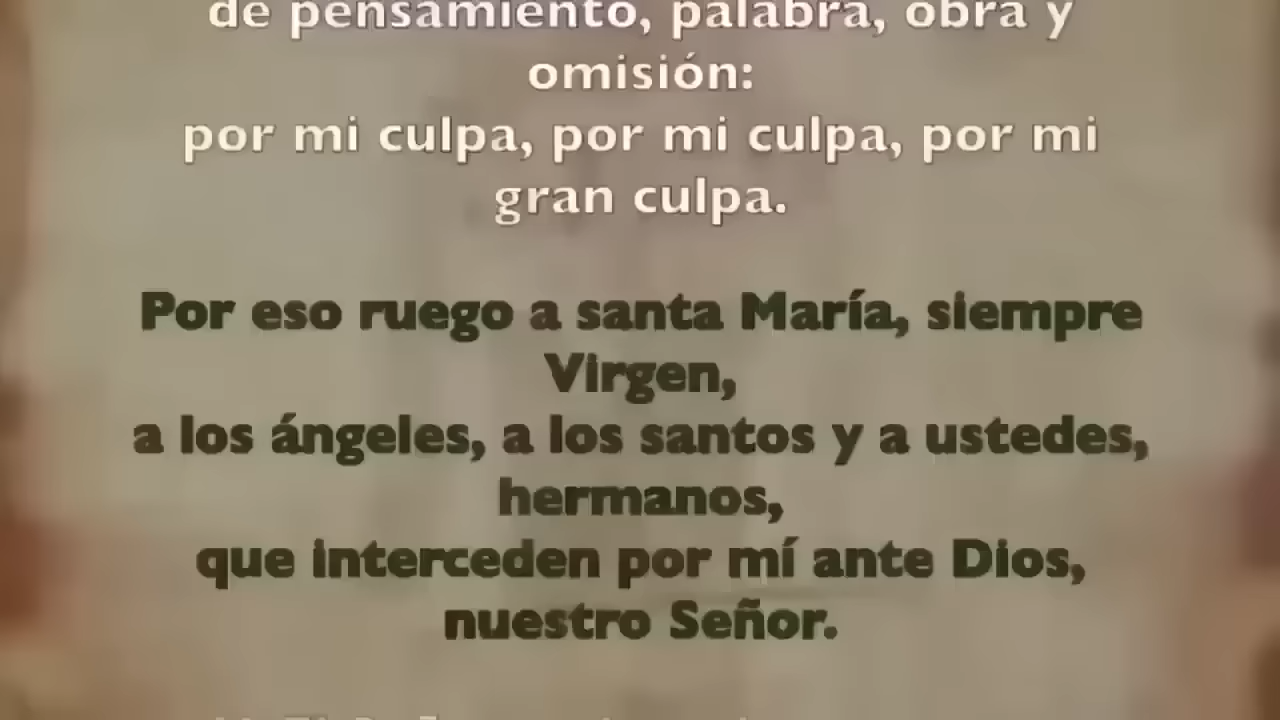 de pensamiento, palabra, obra y
omisión:
por mi culpa, por mi culpa, por mi
gran culpa.
Por eso ruego a santa María, siempre
Virgen,
a los ángeles, a los santos y a ustedes,
hermanos,
que interceden por mí ante Dios,
nuestro Señor.